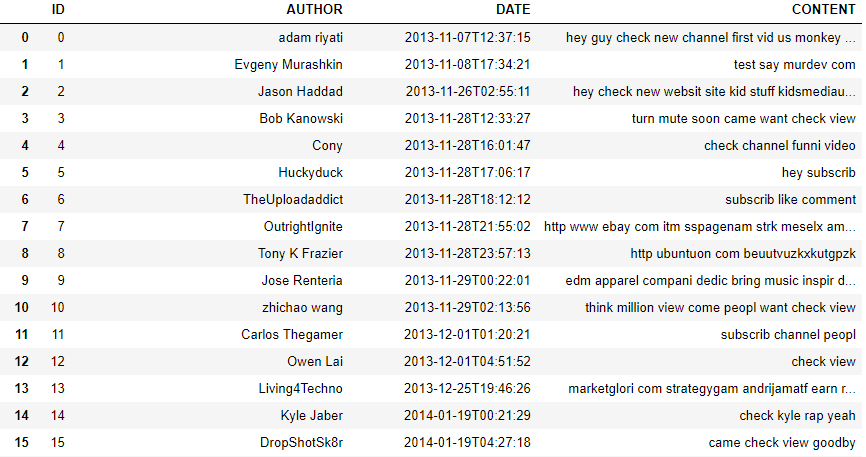 ID AUTHOR DATE CONTENT
0 0 adam riyati 2013-11-07T12:37:15 hey guy check new channel first vid us monkey ...
1 1 Evgeny Murashkin 2013-11-08T17:34:21 test say murdev com
2 2 Jason Haddad 2013-11-26T02:55:11 hey check new websit site kid stuff kidsmediau...
3 3 Bob Kanowski 2013-11-28T12:33:27 turn mute soon came want check view
4 4 Cony 2013-11-28T16:01:47 check channel funni video
5 5 Huckyduck 2013-11-28T17:06:17 hey subscrib
6 6 TheUploadaddict 2013-11-28T18:12:12 subscrib like comment
7 7 OutrightIgnite 2013-11-28T21:55:02 http www ebay com itm sspagenam strk meselx am...
8 8 Tony K Frazier 2013-11-28T23:57:13 http ubuntuon com beuutvuzkxkutgpzk
9 9 Jose Renteria 2013-11-29T00:22:01 edm apparel compani dedic bring music inspir d...
10 10 zhichao wang 2013-11-29T02:13:56 think million view come peopl want check view
11 11 Carlos Thegamer 2013-12-01T01:20:21 subscrib channel peopl
12 12 Owen Lai 2013-12-01T04:51:52 check view
13 13 Living4Techno 2013-12-25T19:46:26 marketglori com strategygam andrijamatf earn r...
14 14 Kyle Jaber 2014-01-19T00:21:29 check kyle rap yeah
15 15 DropShotSk8r 2014-01-19T04:27:18 came check view goodby